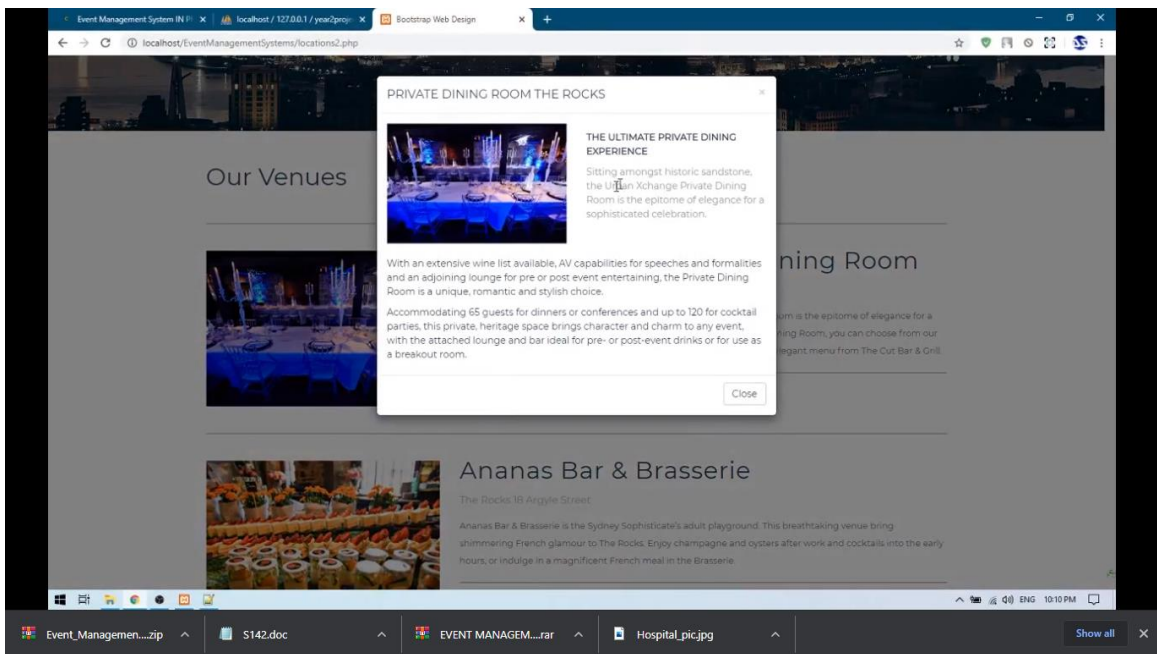 Event Management System IN P
localhost / 127.0.0.1 / year2proje
Bootstrap Web Design
localhost/EventManagementSystems/locations2.php
PRIVATE DINING ROOM THE ROCKS
×
THE ULTIMATE PRIVATE DINING
EXPERIENCE
Sitting amongst historic sandstone,
the Urban Xchange Private Dining
Room is the epitome of elegance for a
sophisticated celebration.
With an extensive wine list available, AV capabilities for speeches and formalities
and an adjoining lounge for pre or post event entertaining, the Private Dining
Room is a unique, romantic and stylish choice.
Accommodating 65 guests for dinners or conferences and up to 120 for cocktail
parties, this private, heritage space brings character and charm to any event,
with the attached lounge and bar ideal for pre- or post-event drinks or for use as
a breakout room.
Close
Our Venues
ning Room
um is the epitome of elegance for a
ning Room, you can choose from our
legant menu from The Cut Bar & Grill.
Ananas Bar & Brasserie
The Rocks 18 Argyle Street
Ananas Bar & Brasserie is the Sydney Sophisticate's adult playground. This breathtaking venue bring
shimmering French glamour to The Rocks. Enjoy champagne and oysters after work and cocktails into the early
hours, or indulge in a magnificent French meal in the Brasserie.
ENG 10:10 PM
Event_Managemen....zip
S142.doc
EVENT MANAGEM....rar
Hospital_pic.jpg
Show all